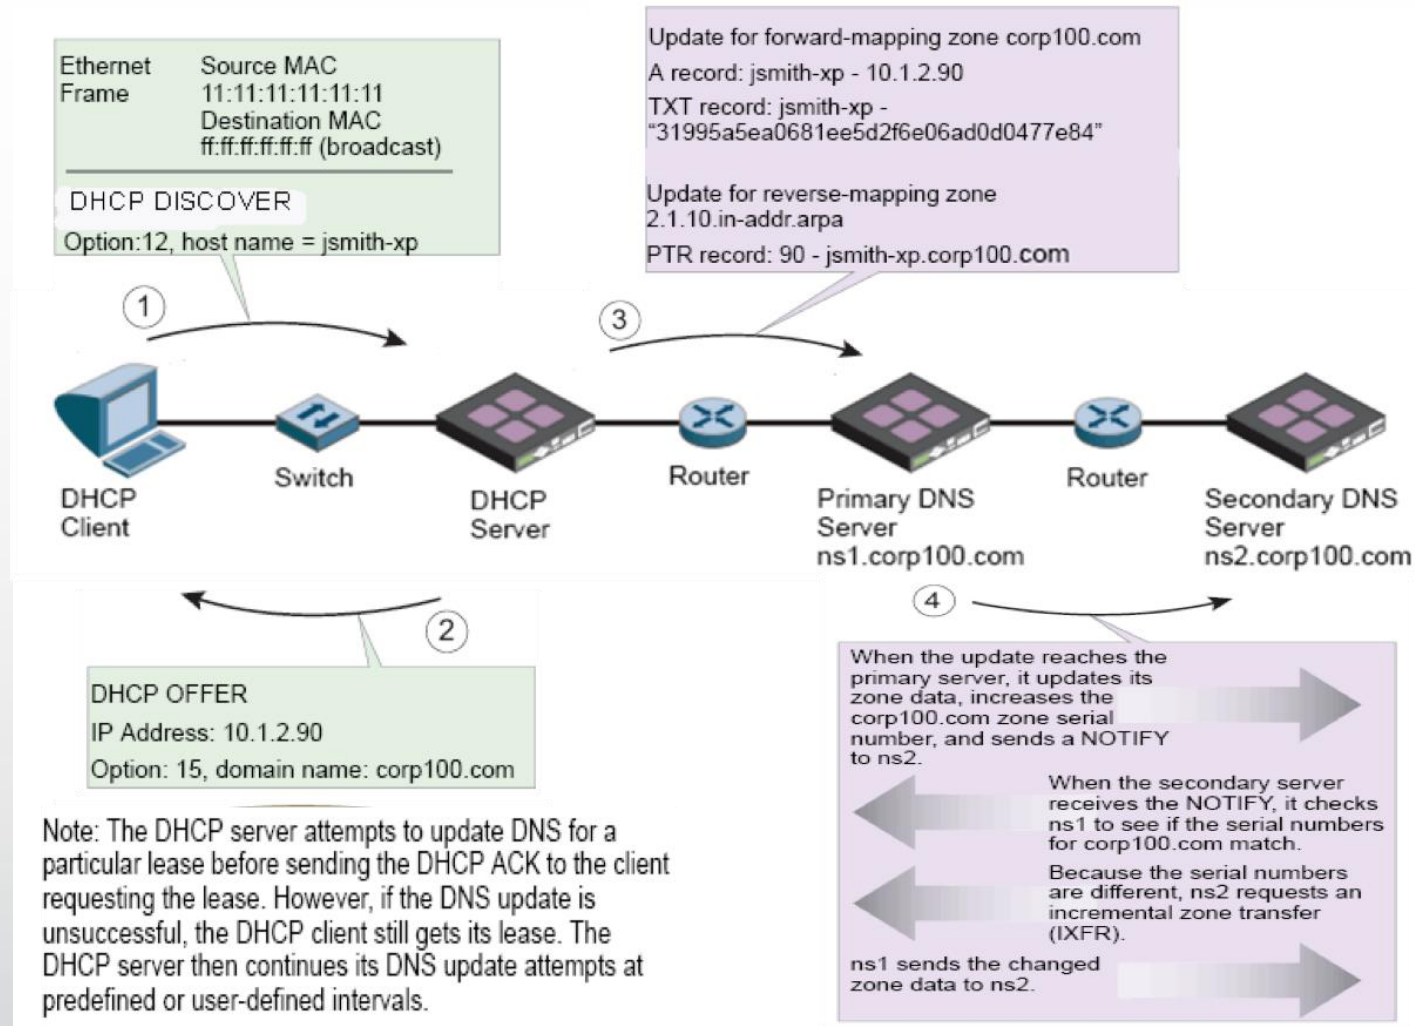 Ethernet Frame
Source MAC
11:11:11:11:11:11
Destination MAC
ff:ff:ff:ff:ff:ff (broadcast)
DHCP DISCOVER
Option:12, host name = jsmith-xp
Update for forward-mapping zone corp100.com
A record: jsmith-xp - 10.1.2.90
TXT record: jsmith-xp -
“31995a5ea0681ee5d2f6e06ad0d0477e84”
Update for reverse-mapping zone
2.1.10.in-addr.arpa
PTR record: 90 - jsmith-xp.corp100.com
1
3
DHCP
Client
Switch
DHCP
Server
Router
Primary DNS
Server
ns1.corp100.com
Router
Secondary DNS
Server
ns2.corp100.com
2
DHCP OFFER
IP Address: 10.1.2.90
Option: 15, domain name: corp100.com
Note: The DHCP server attempts to update DNS for a
particular lease before sending the DHCP ACK to the client
requesting the lease. However, if the DNS update is
unsuccessful, the DHCP client still gets its lease. The
DHCP server then continues its DNS update attempts at
predefined or user-defined intervals.
4
When the update reaches the
primary server, it updates its
zone data, increases the
corp100.com zone serial
number, and sends a NOTIFY
to ns2.
When the secondary server
receives the NOTIFY, it checks
ns1 to see if the serial numbers
for corp100.com match.
Because the serial numbers
are different, ns2 requests an
incremental zone transfer
(IXFR).
ns1 sends the changed
zone data to ns2.